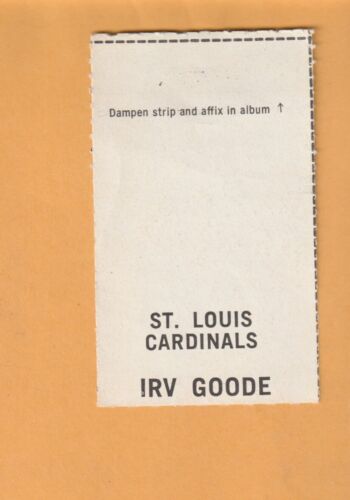 Dampen strip and affix in album ↑
ST. LOUIS
CARDINALS
IRV GOODE